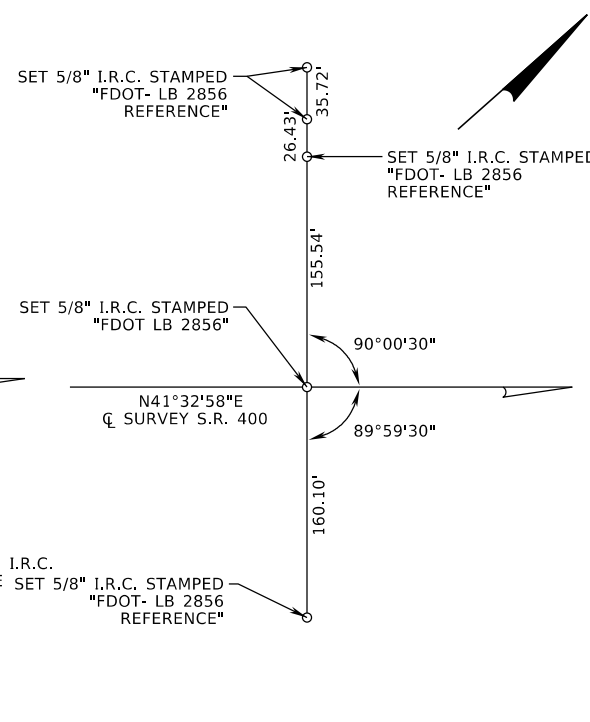 SET 5/8" I.R.C. STAMPED
"FDOT- LB 2856
REFERENCE"
35.72'
26.43'
SET 5/8" I.R.C. STAMPED
"FDOT- LB 2856
REFERENCE"
155.54'
SET 5/8" I.R.C. STAMPED
"FDOT LB 2856"
90°00'30"
N41°32'58"E
℄ SURVEY S.R. 400
89°59'30"
160.10'
I.R.C.
SET 5/8" I.R.C. STAMPED
"FDOT- LB 2856
REFERENCE"